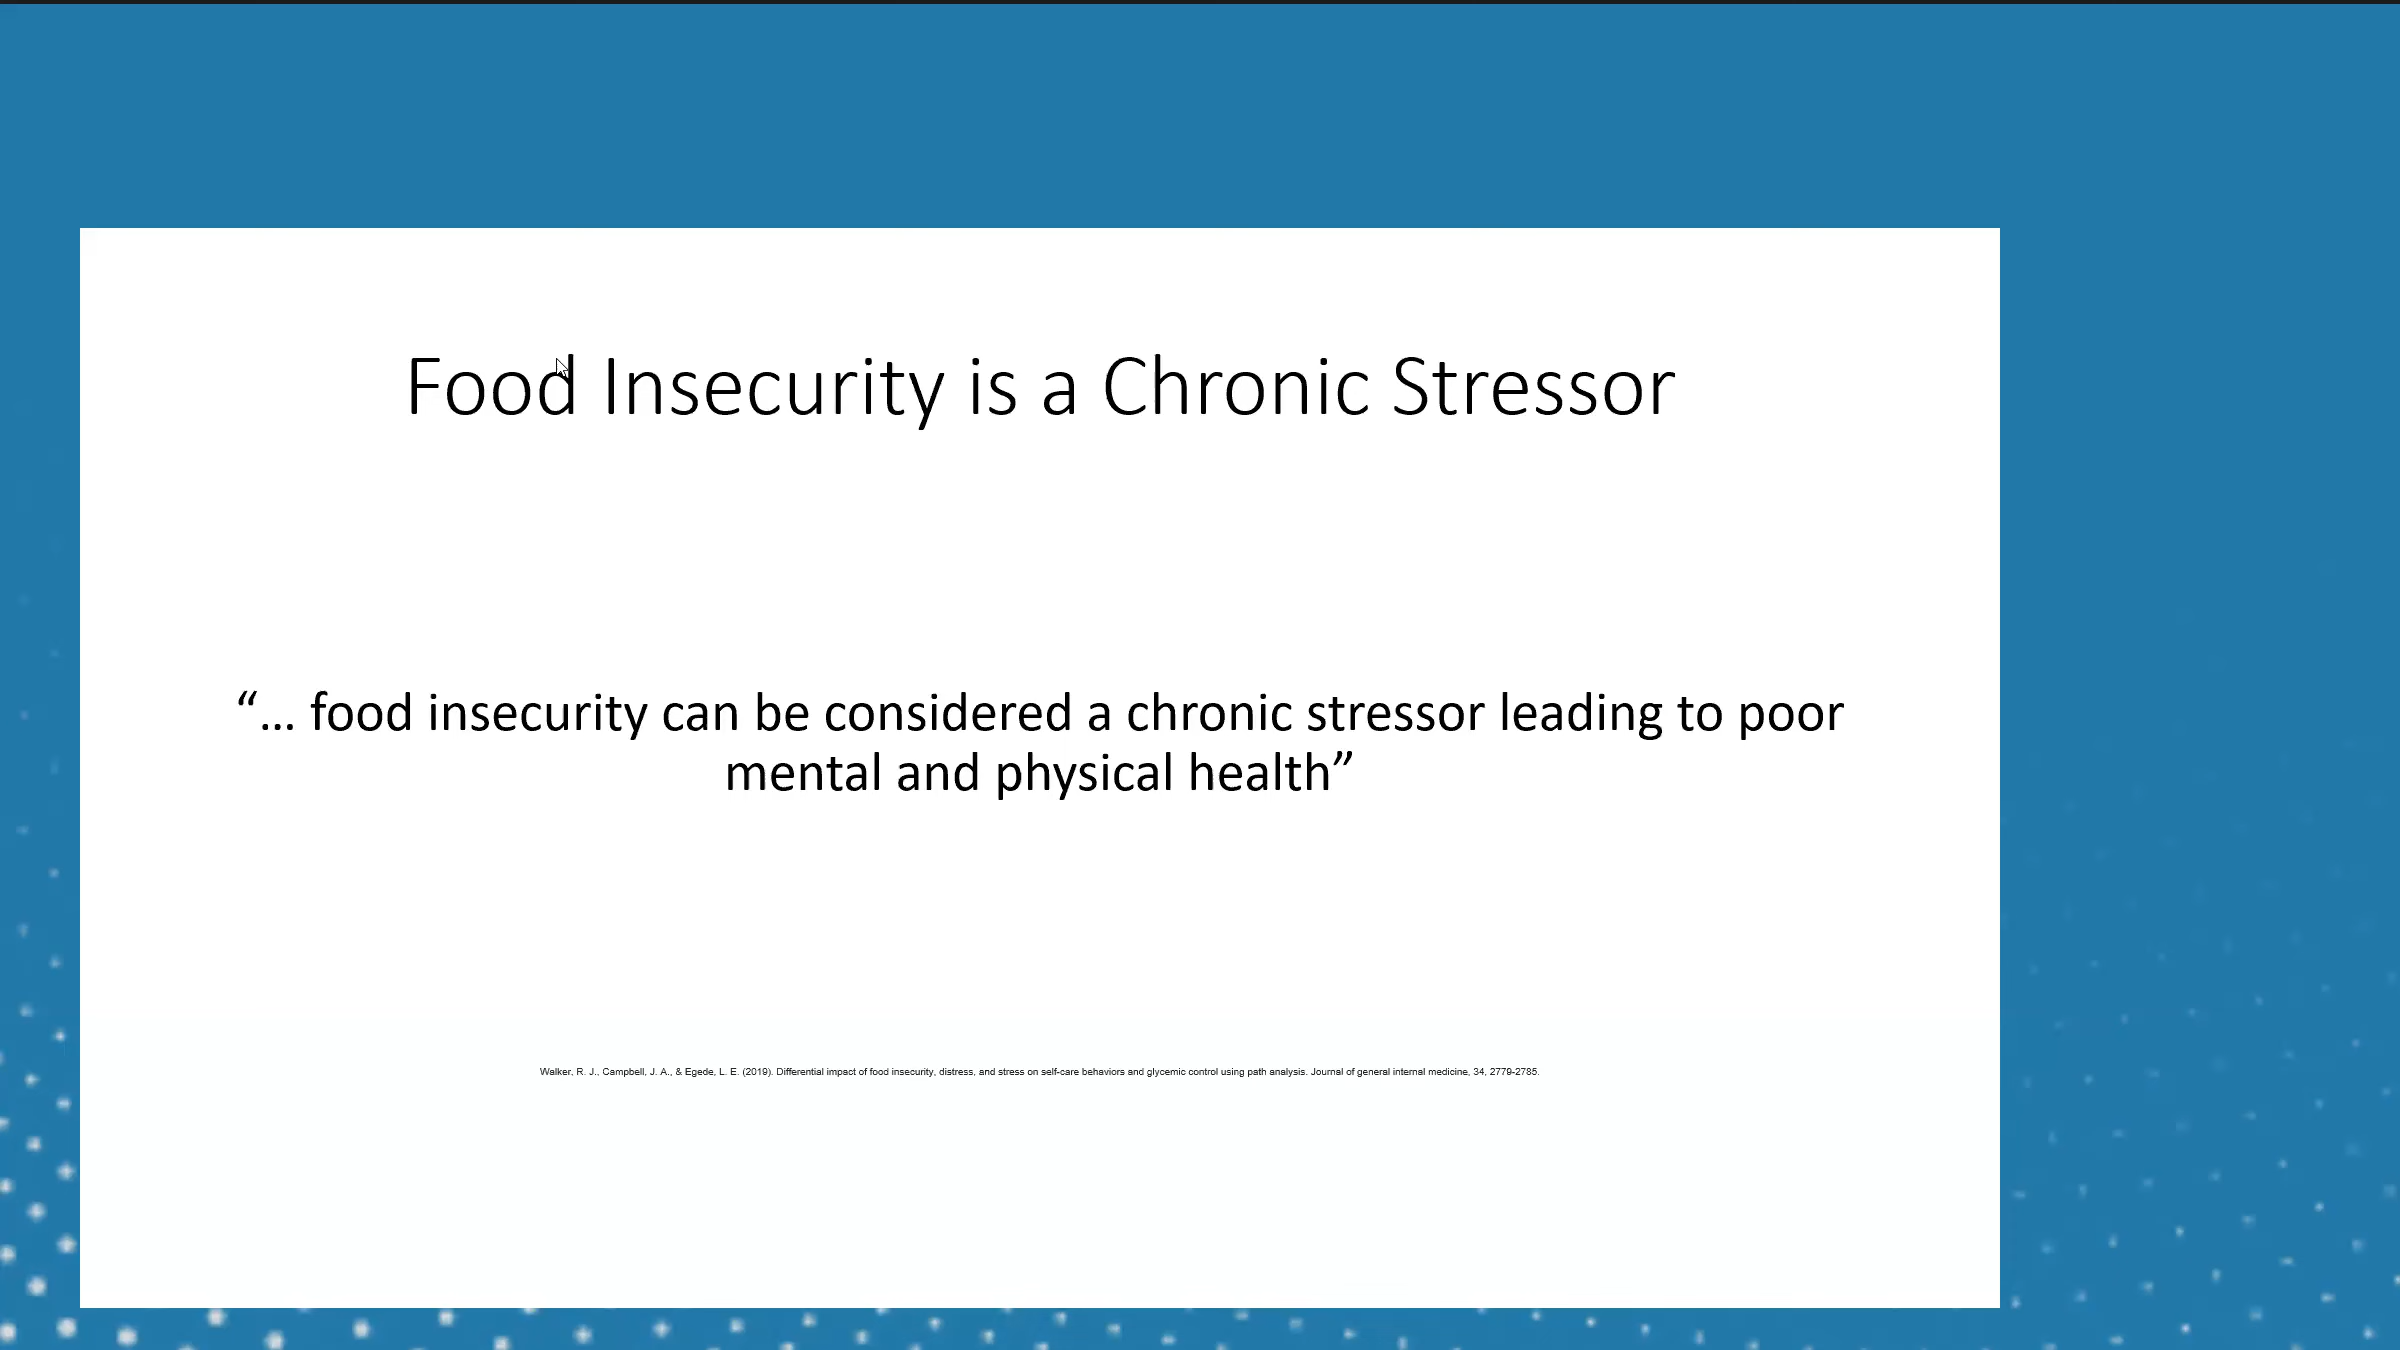 Food Insecurity is a Chronic Stressor
“... food insecurity can be considered a chronic stressor leading to poor
mental and physical health”
Walker, R. J., Campbell, J. A., & Egede, L. E. (2019). Differential impact of food insecurity, distress, and stress on self-care behaviors and glycemic control using path analysis. Journal of general internal medicine, 34, 2779-2785.